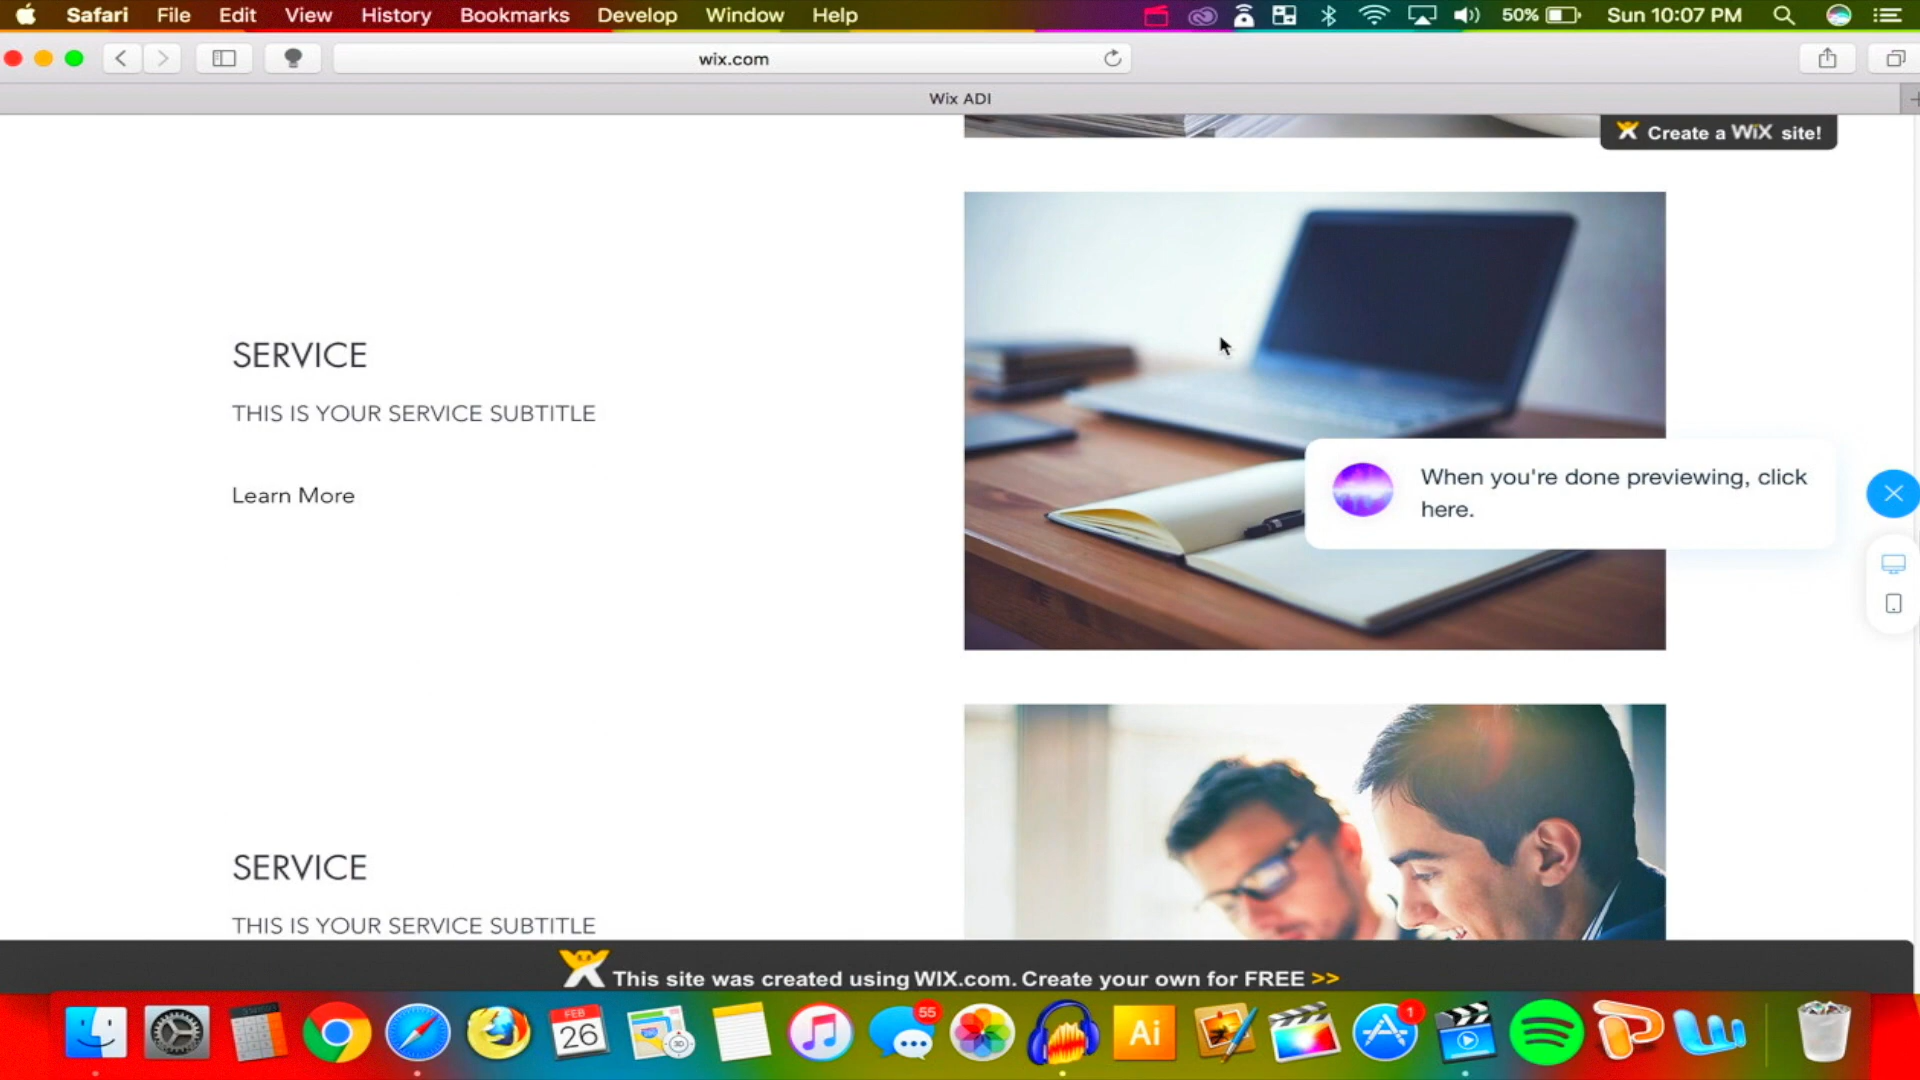 Safari File Edit View History Bookmarks Develop Window Help 50% Sun 10:07 PM
wix.com
Wix ADI
Create a WiX site!
SERVICE
THIS IS YOUR SERVICE SUBTITLE
Learn More
When you're done previewing, click
here.
SERVICE
THIS IS YOUR SERVICE SUBTITLE
This site was created using WIX.com. Create your own for FREE >>
FEB
26
3D
55
Ai
1